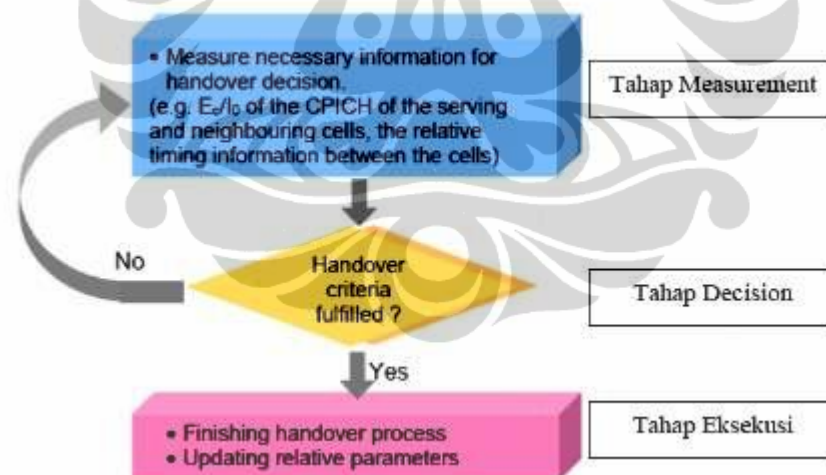 • Measure necessary information for
handover decision.
(e.g. Ec/I0 of the CPICH of the serving
and neighbouring cells, the relative
timing information between the cells)
Tahap Measurement
No
Handover
criteria
fulfilled ?
Tahap Decision
Yes
• Finishing handover process
• Updating relative parameters
Tahap Eksekusi